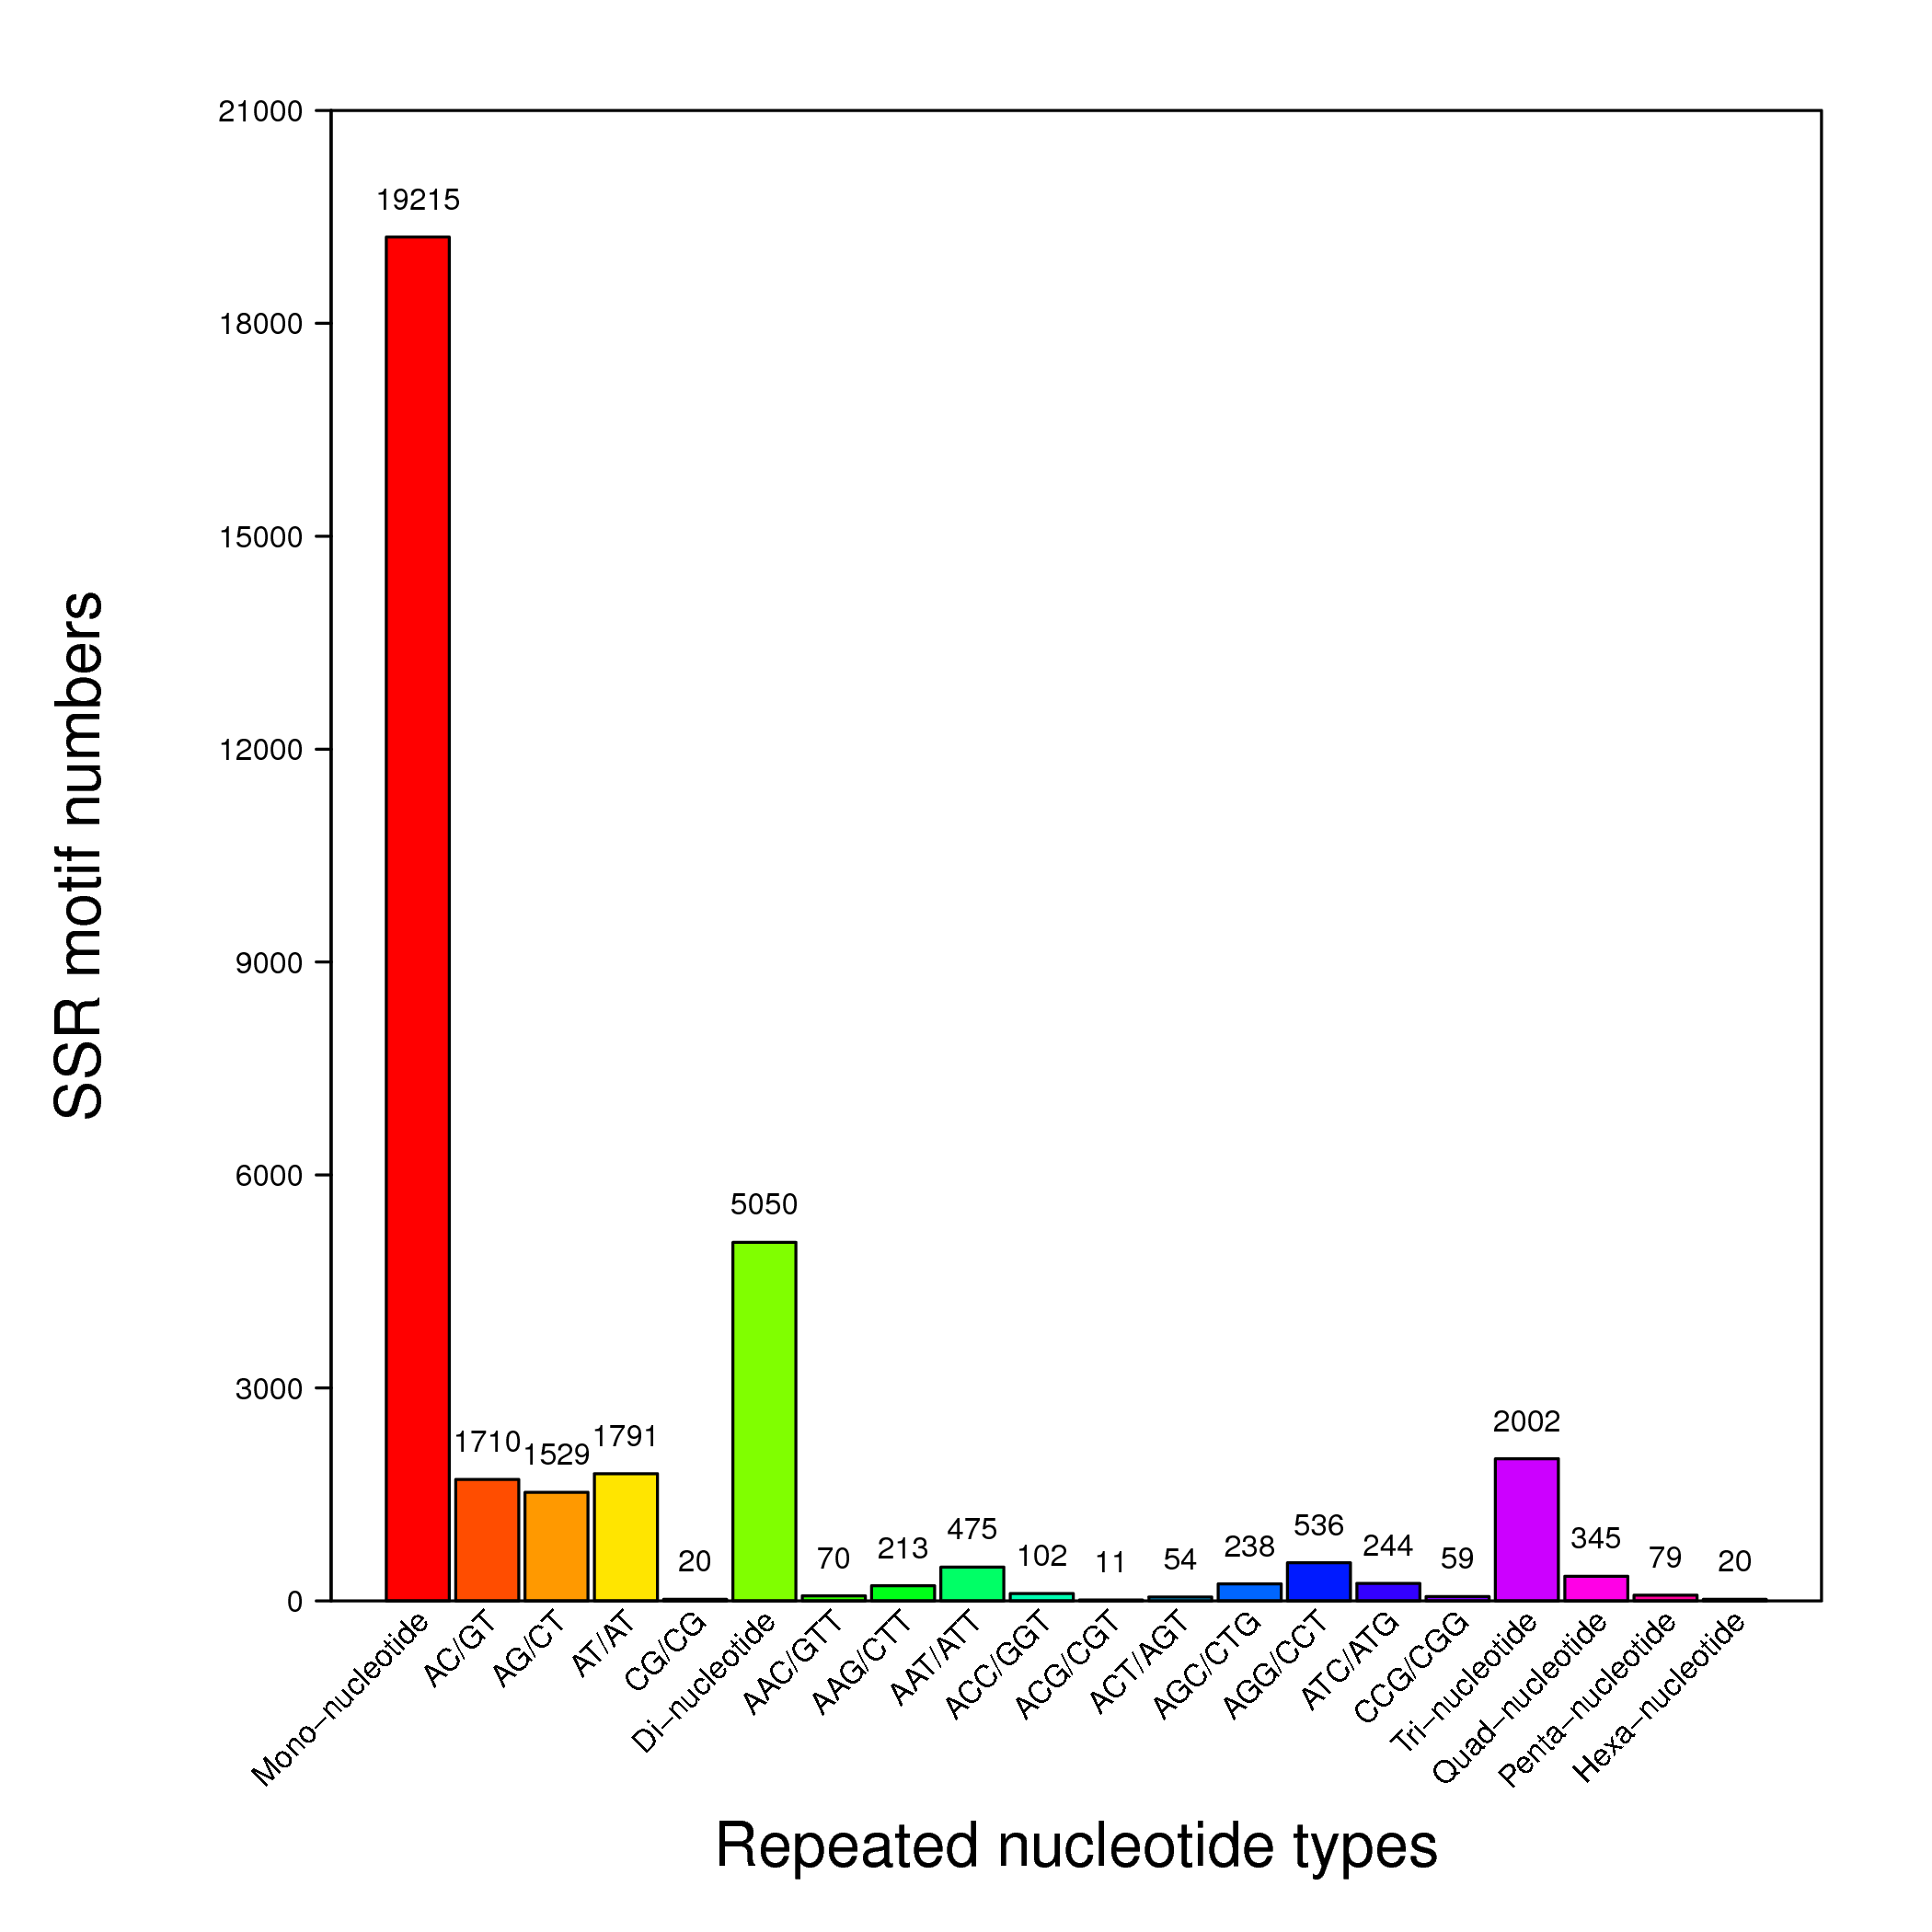 SSR motif numbers
21000
18000
15000
12000
9000
6000
3000
0
19215
1710
1529
1791
20
5050
70
213
475
102
11
54
238
536
244
59
2002
345
79
20
Mono-nucleotide
AC/GT
AG/CT
AT/AT
CG/CG
Di-nucleotide
AAC/GTT
AAG/CTT
AAT/ATT
ACC/GGT
ACG/CGT
ACT/AGT
AGC/CTG
AGG/CCT
ATC/ATG
CCG/CGG
Tri-nucleotide
Quad-nucleotide
Penta-nucleotide
Hexa-nucleotide
Repeated nucleotide types